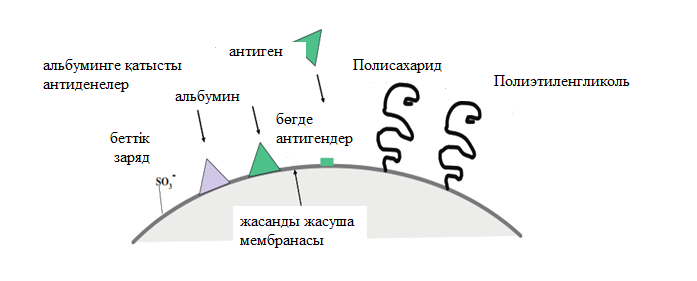 антиген
альбуминге қатысты
антиденелер
Полисахарид
Полиэтиленгликоль
альбумин
бөгде
антигендер
беттік
заряд
SO₃⁻
жасанды жасуша
мембранасы